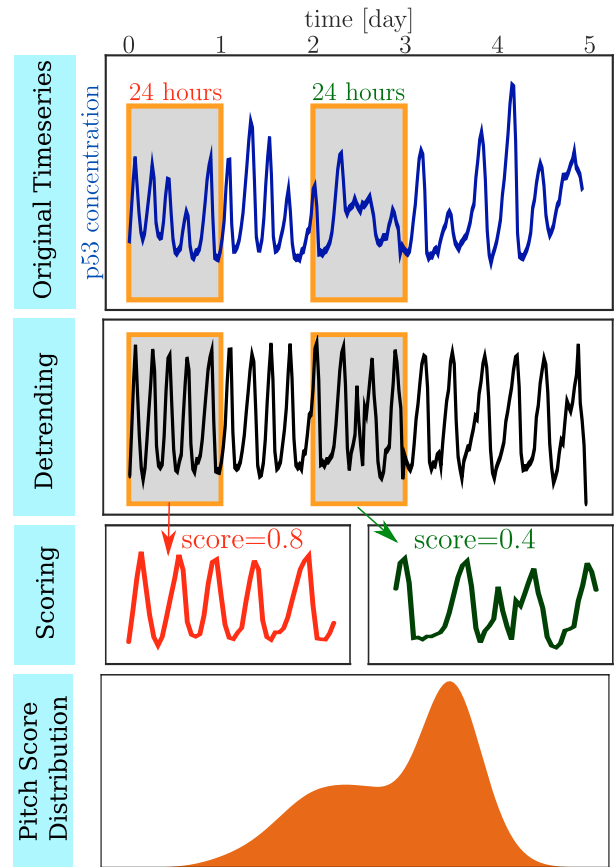 time [day]
0 1 2 3 4 5
24 hours 24 hours
p53 concentration
Original Timeseries
Detrending
score=0.8 score=0.4
Scoring
Pitch Score
Distribution